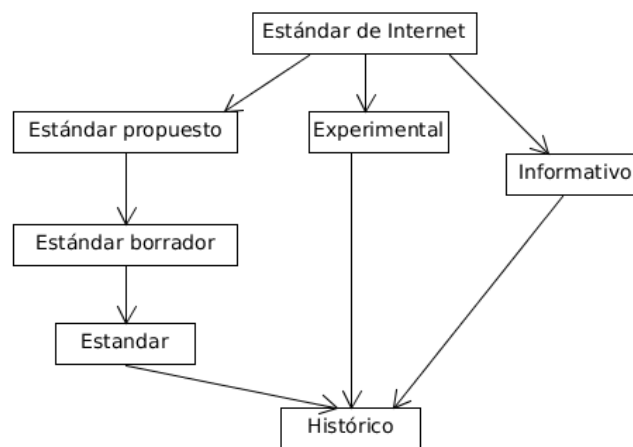 Estándar de Internet
Estándar propuesto
Experimental
Informativo
Estándar borrador
Estandar
Histórico